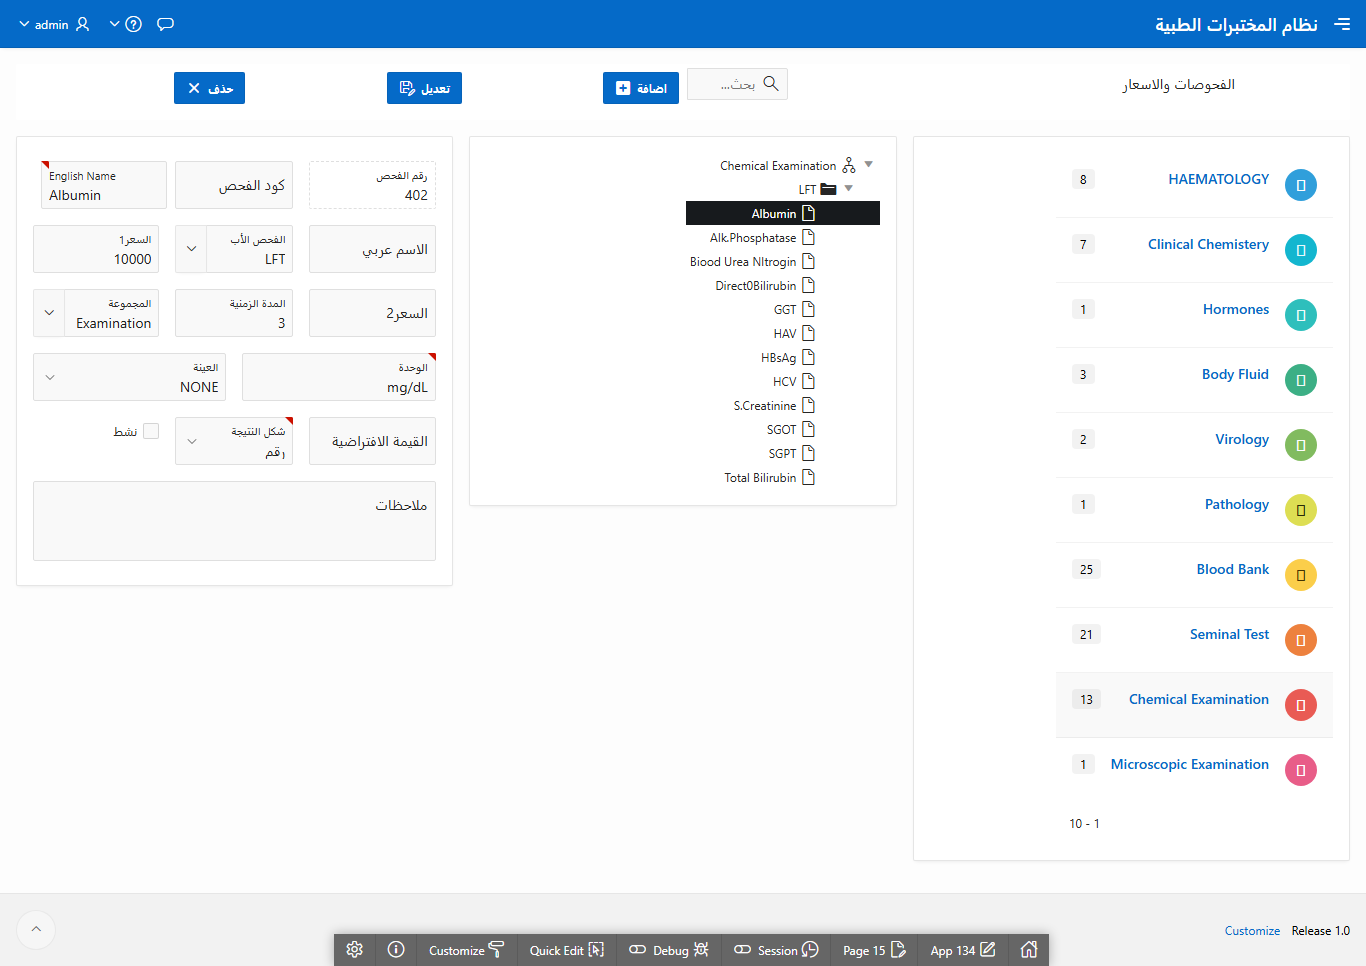 نظام المختبرات الطبية
admin
الفحوصات والاسعار
بحث...
اضافة
تعديل
حذف
HAEMATOLOGY 8
Clinical Chemistery 7
Hormones 1
Body Fluid 3
Virology 2
Pathology 1
Blood Bank 25
Seminal Test 21
Chemical Examination 13
Microscopic Examination 1
10 - 1
Chemical Examination
LFT
Albumin
Alk.Phosphatase
Biood Urea NItrogin
Direct0Bilirubin
GGT
HAV
HBsAg
HCV
S.Creatinine
SGOT
SGPT
Total Bilirubin
رقم الفحص
402
كود الفحص
English Name
Albumin
الاسم عربي
الفحص الأب
LFT
السعر1
10000
السعر2
المدة الزمنية
3
المجموعة
Examination
الوحدة
mg/dL
العينة
NONE
القيمة الافتراضية
شكل النتيجة
رقم
نشط
ملاحظات
Release 1.0
Customize
App 134
Page 15
Session
Debug
Quick Edit
Customize